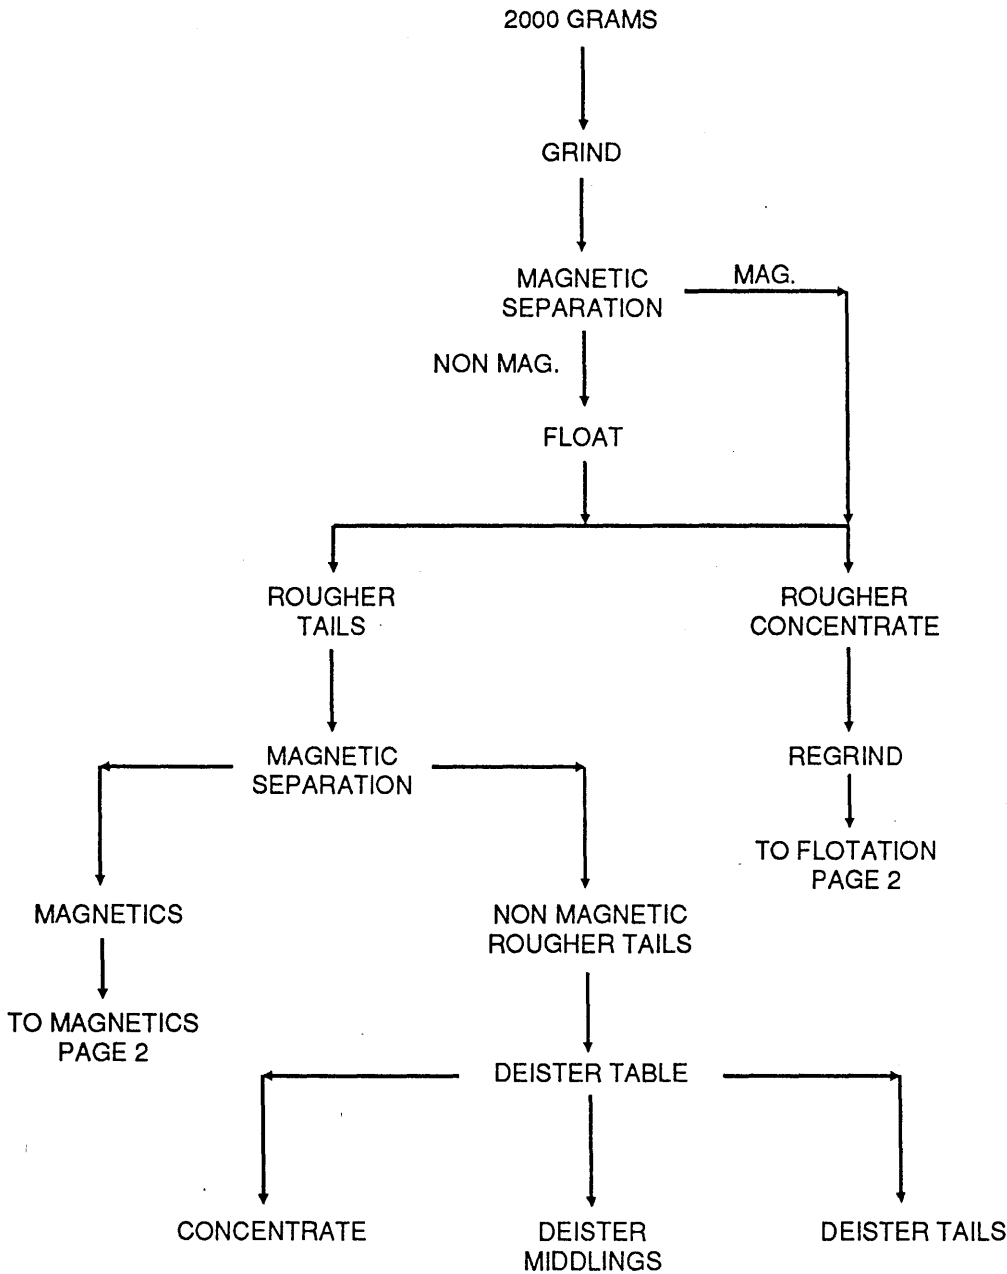 2000 GRAMS
GRIND
MAGNETIC
SEPARATION
MAG.
NON MAG.
FLOAT
ROUGHER
TAILS
ROUGHER
CONCENTRATE
MAGNETIC
SEPARATION
REGRIND
TO FLOTATION
PAGE 2
MAGNETICS
NON MAGNETIC
ROUGHER TAILS
TO MAGNETICS
PAGE 2
DEISTER TABLE
CONCENTRATE
DEISTER
MIDDLINGS
DEISTER TAILS